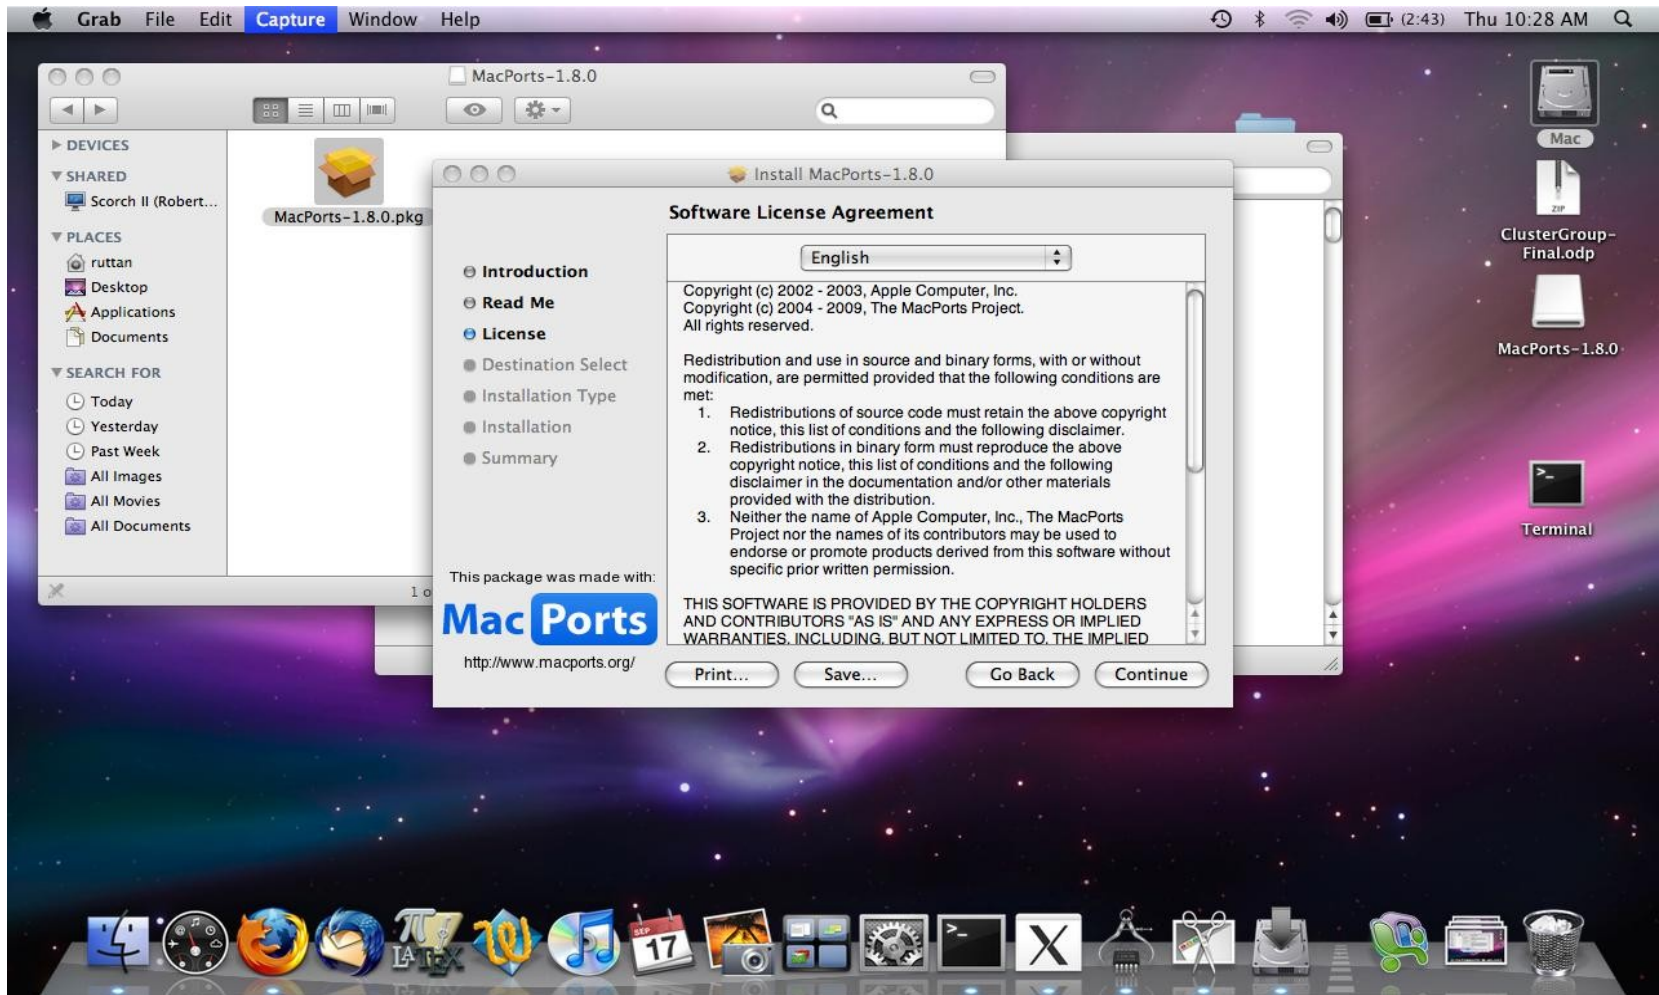 Grab File Edit Capture Window Help
(2:43) Thu 10:28 AM
MacPorts-1.8.0
DEVICES
SHARED
Scorch II (Robert...
PLACES
ruttan
Desktop
Applications
Documents
SEARCH FOR
Today
Yesterday
Past Week
All Images
All Movies
All Documents
MacPorts-1.8.0.pkg
1 o
Install MacPorts-1.8.0
Software License Agreement
Introduction
Read Me
License
Destination Select
Installation Type
Installation
Summary
This package was made with:
MacPorts
http://www.macports.org/
English
Copyright (c) 2002 - 2003, Apple Computer, Inc.
Copyright (c) 2004 - 2009, The MacPorts Project.
All rights reserved.
Redistribution and use in source and binary forms, with or without
modification, are permitted provided that the following conditions are
met:
1. Redistributions of source code must retain the above copyright
notice, this list of conditions and the following disclaimer.
2. Redistributions in binary form must reproduce the above
copyright notice, this list of conditions and the following
disclaimer in the documentation and/or other materials
provided with the distribution.
3. Neither the name of Apple Computer, Inc., The MacPorts
Project nor the names of its contributors may be used to
endorse or promote products derived from this software without
specific prior written permission.
THIS SOFTWARE IS PROVIDED BY THE COPYRIGHT HOLDERS
AND CONTRIBUTORS "AS IS" AND ANY EXPRESS OR IMPLIED
WARRANTIES, INCLUDING, BUT NOT LIMITED TO, THE IMPLIED
Print... Save... Go Back Continue
Mac
ZIP
ClusterGroup-
Final.odp
MacPorts-1.8.0
>_
Terminal
LATEX
SEP
17
>_
X